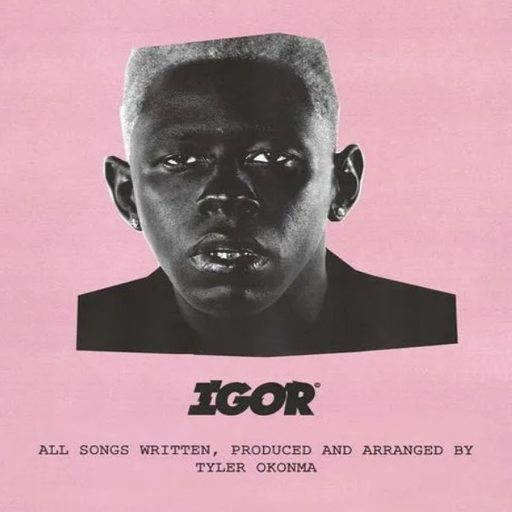 IGOR
ALL SONGS WRITTEN, PRODUCED AND ARRANGED BY
TYLER OKONMA